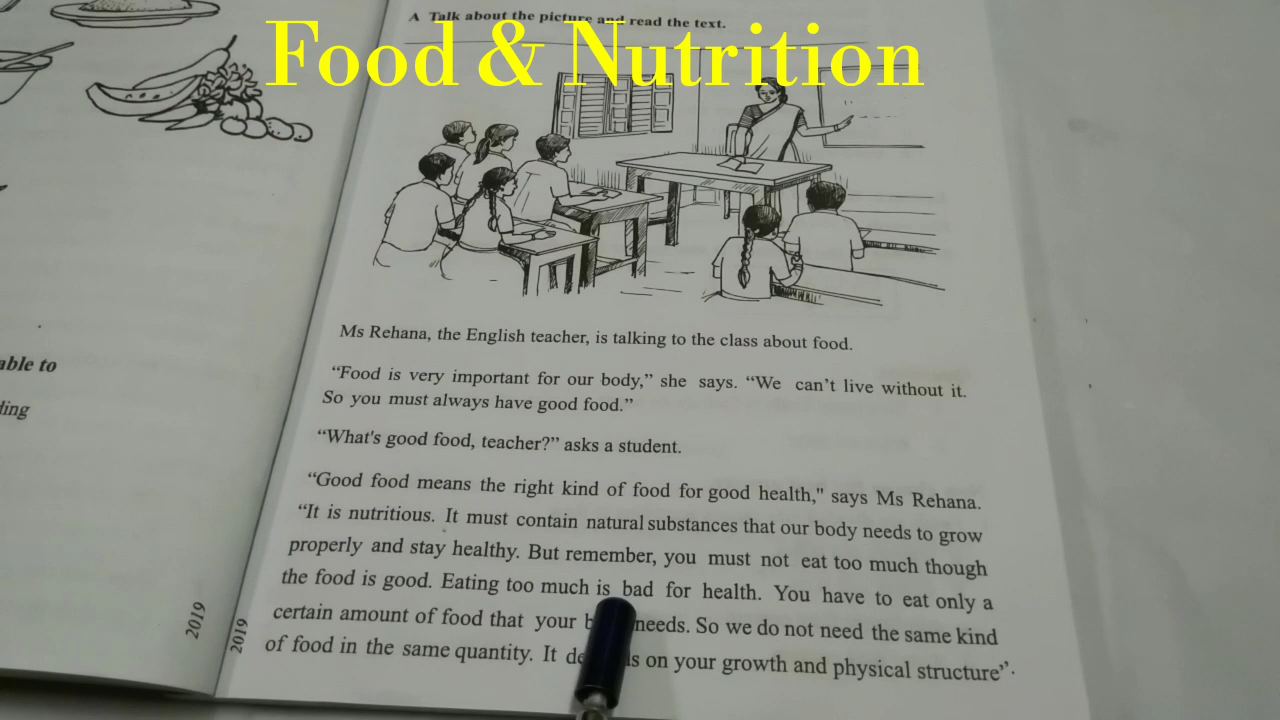 Food & Nutrition
A Talk about the picture and read the text.
Ms Rehana, the English teacher, is talking to the class about food.
“Food is very important for our body,” she says. “We can’t live without it.
So you must always have good food.”
“What's good food, teacher?” asks a student.
“Good food means the right kind of food for good health," says Ms Rehana.
“It is nutritious. It must contain natural substances that our body needs to grow
properly and stay healthy. But remember, you must not eat too much though
the food is good. Eating too much is bad for health. You have to eat only a
certain amount of food that your needs. So we do not need the same kind
of food in the same quantity. It on your growth and physical structure”.
able to
2019
2019